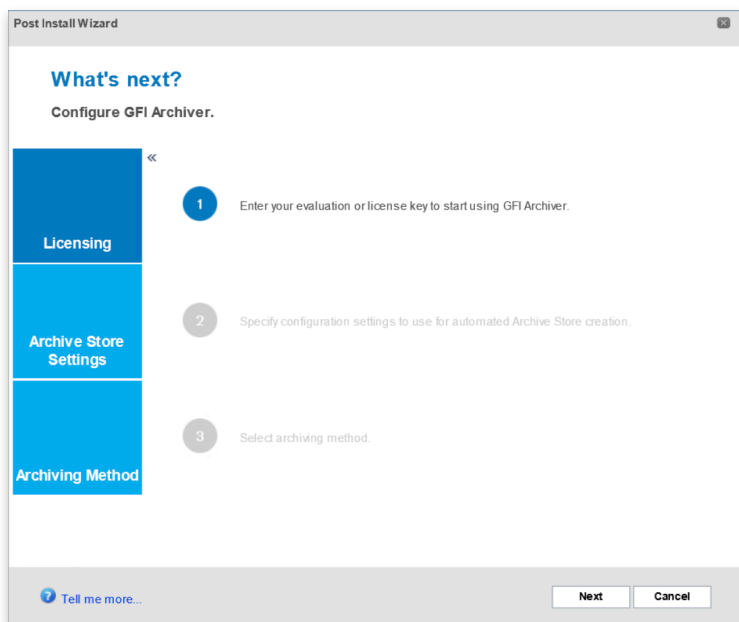 Post Install Wizard
What's next?
Configure GFI Archiver.
«
Licensing
1
Enter your evaluation or license key to start using GFI Archiver.
Archive Store
Settings
2
Specify configuration settings to use for automated Archive Store creation.
Archiving Method
3
Select archiving method.
? Tell me more...
Next
Cancel